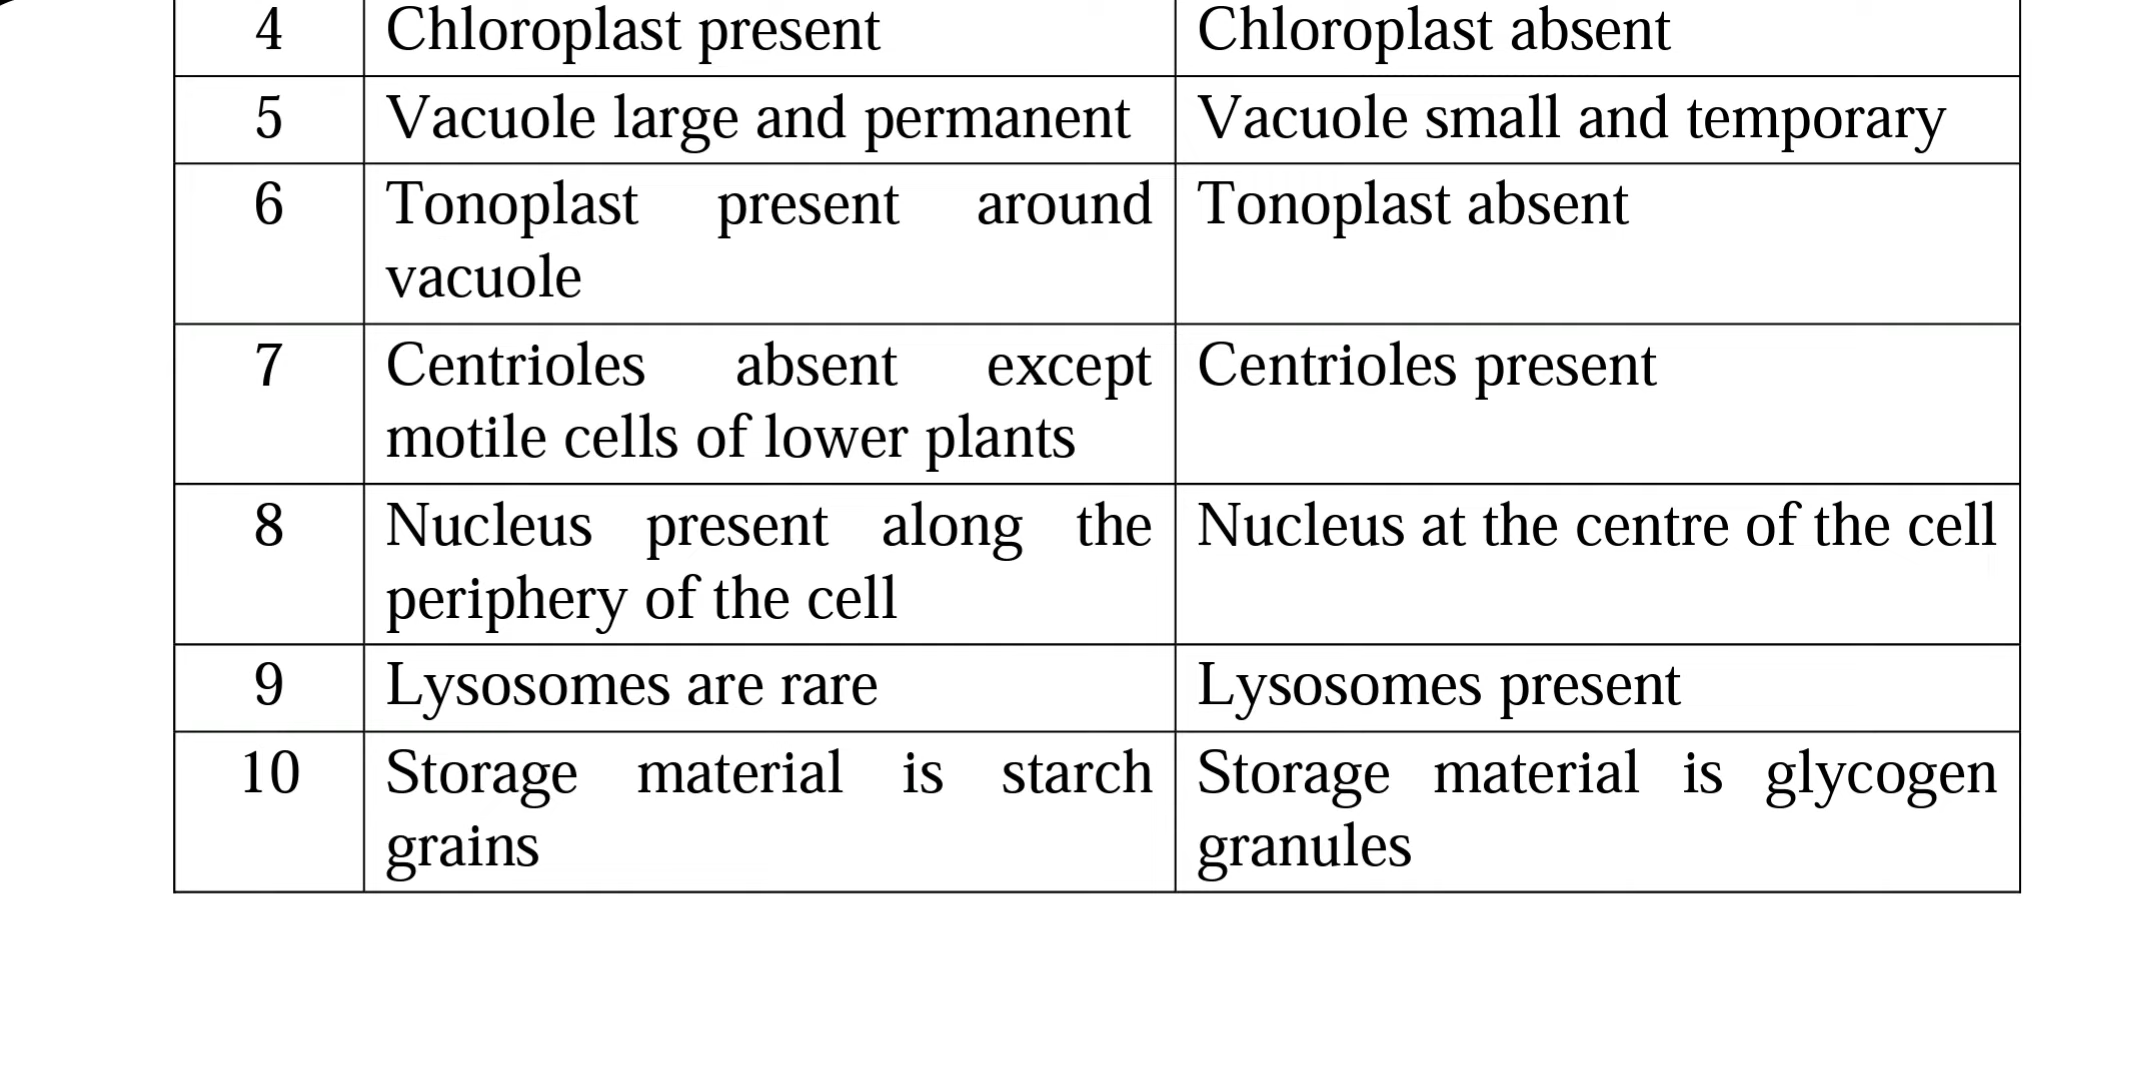 4 Chloroplast present Chloroplast absent
5 Vacuole large and permanent Vacuole small and temporary
6 Tonoplast present around Tonoplast absent
vacuole
7 Centrioles absent except Centrioles present
motile cells of lower plants
8 Nucleus present along the Nucleus at the centre of the cell
periphery of the cell
9 Lysosomes are rare Lysosomes present
10 Storage material is starch Storage material is glycogen
grains granules